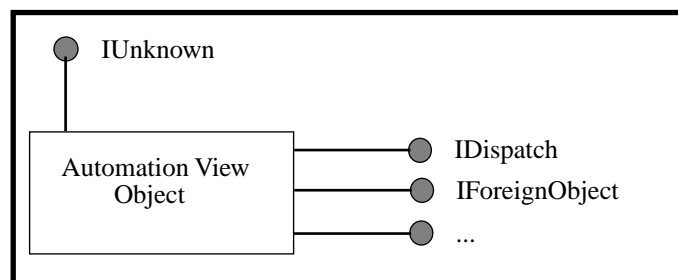 IUnknown
Automation View
Object
IDispatch
IForeignObject
...